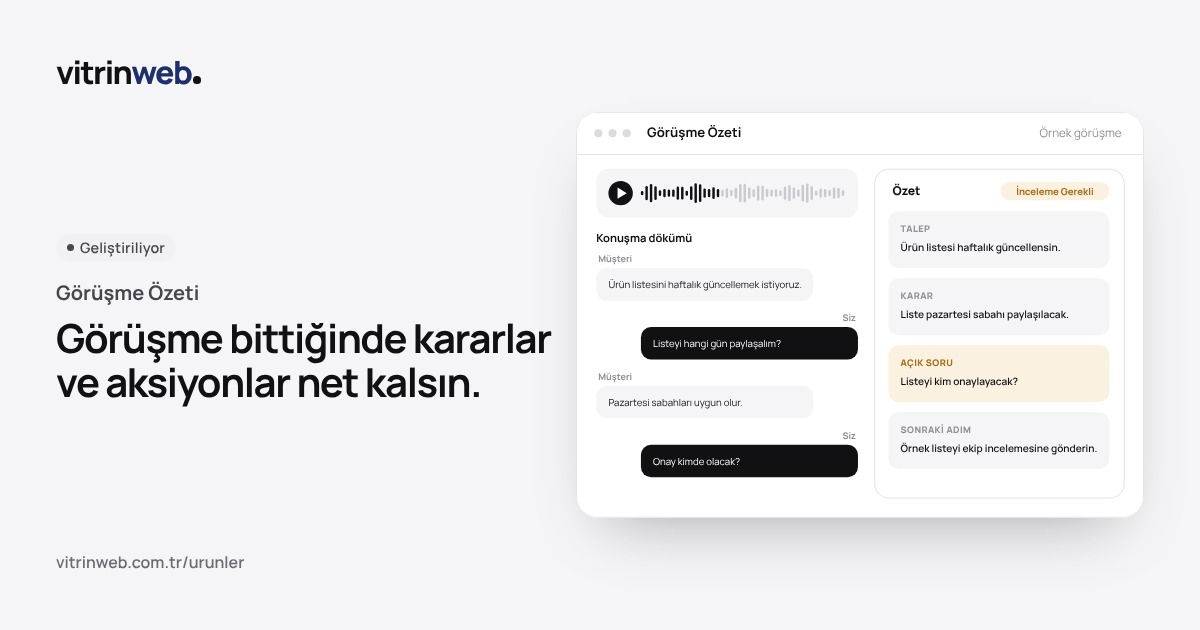 vitrinweb.
Geliştiriliyor
Görüşme Özeti
Görüşme bittiğinde kararlar
ve aksiyonlar net kalsın.
vitrinweb.com.tr/urunler
Görüşme Özeti
Örnek görüşme
Konuşma dökümü
Müşteri
Ürün listesini haftalık güncellemek istiyoruz.
Siz
Listeyi hangi gün paylaşalım?
Müşteri
Pazartesi sabahları uygun olur.
Siz
Onay kimde olacak?
Özet
İnceleme Gerekli
TALEP
Ürün listesi haftalık güncellensin.
KARAR
Liste pazartesi sabahı paylaşılacak.
AÇIK SORU
Listeyi kim onaylayacak?
SONRAKİ ADIM
Örnek listeyi ekip incelemesine gönderin.